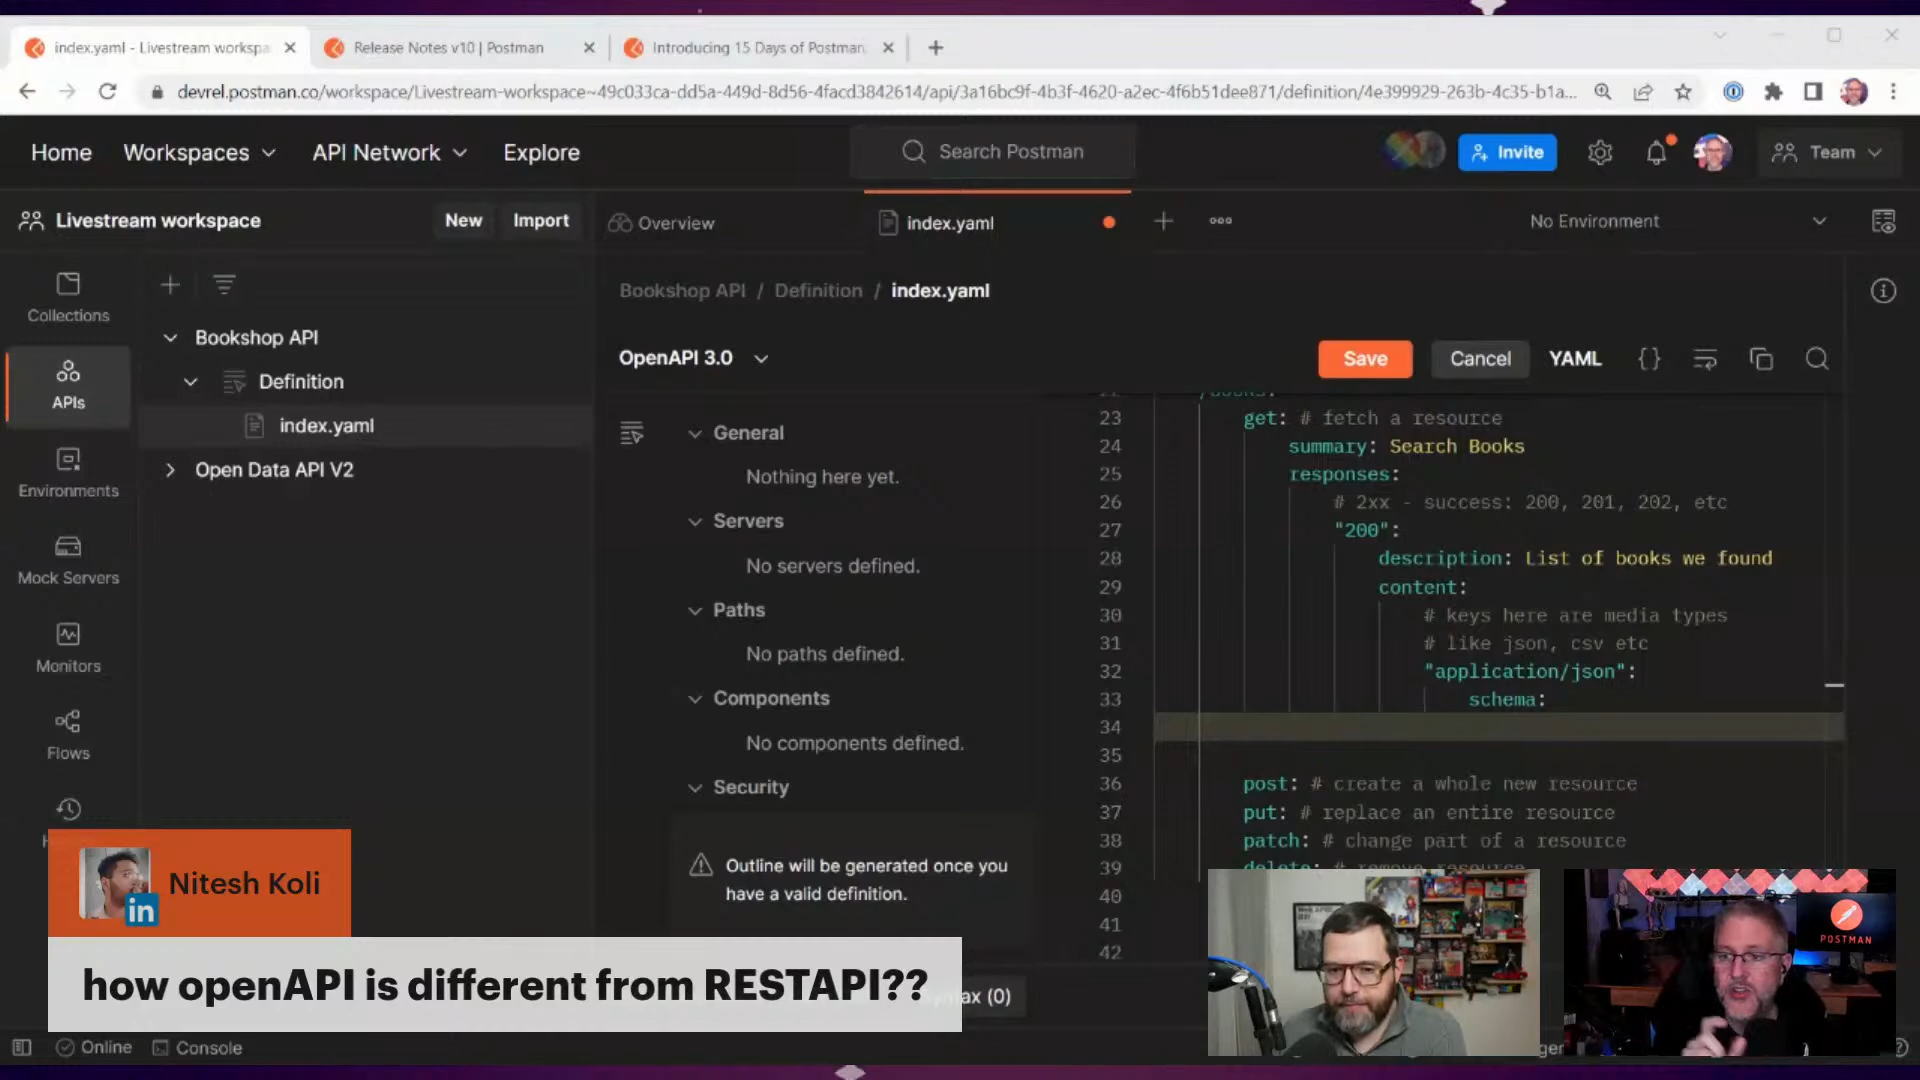 index.yaml - Livestream workspa
Release Notes v10 | Postman
Introducing 15 Days of Postman
devrel.postman.co/workspace/Livestream-workspace~49c033ca-dd5a-449d-8d56-4facd3842614/api/3a16bc9f-4b3f-4620-a2ec-4f6b51dee871/definition/4e399929-263b-4c35-b1a...
Home
Workspaces
API Network
Explore
Search Postman
Invite
Team
Livestream workspace
New
Import
Overview
index.yaml
No Environment
Collections
APIs
Environments
Mock Servers
Monitors
Flows
Bookshop API
Definition
index.yaml
Open Data API V2
Bookshop API / Definition / index.yaml
OpenAPI 3.0
Save
Cancel
YAML
{}
General
Nothing here yet.
Servers
No servers defined.
Paths
No paths defined.
Components
No components defined.
Security
Outline will be generated once you
have a valid definition.
23 get: # fetch a resource
24 summary: Search Books
25 responses:
26 # 2xx - success: 200, 201, 202, etc
27 "200":
28 description: List of books we found
29 content:
30 # keys here are media types
31 # like json, csv etc
32 "application/json":
33 schema:
34
35
36 post: # create a whole new resource
37 put: # replace an entire resource
38 patch: # change part of a resource
39 delete: # remove resource
40
41
42
Nitesh Koli
in
how openAPI is different from RESTAPI??
(0)
POSTMAN
Online
Console